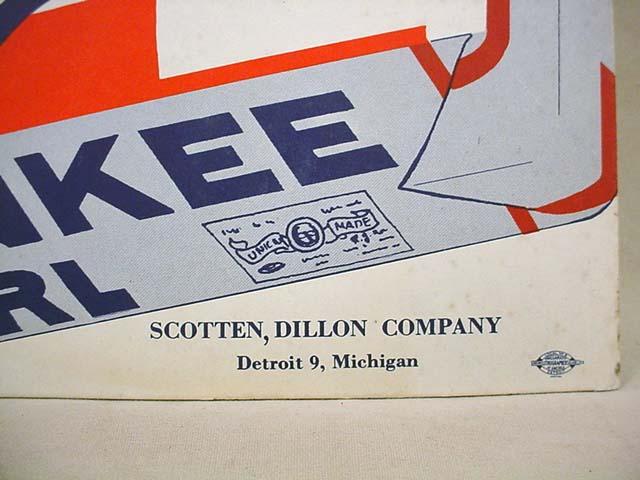 NKEE
RL
UNION MADE
SCOTTEN, DILLON COMPANY
Detroit 9, Michigan